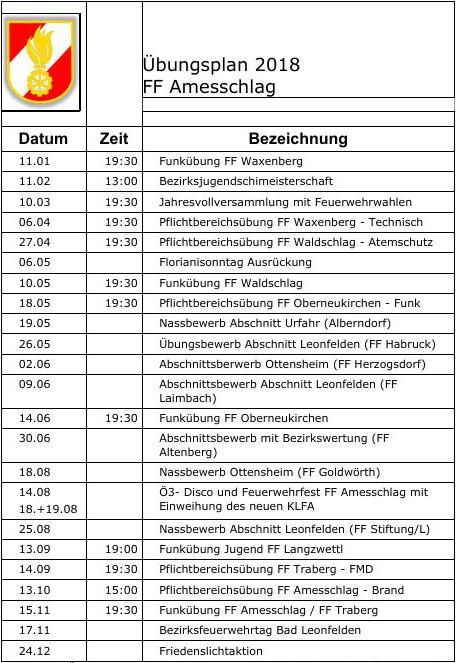 Übungsplan 2018
FF Amesschlag
Datum Zeit Bezeichnung
11.01 19:30 Funkübung FF Waxenberg
11.02 13:00 Bezirksjugendschimeisterschaft
10.03 19:30 Jahresvollversammlung mit Feuerwehrwahlen
06.04 19:30 Pflichtbereichsübung FF Waxenberg - Technisch
27.04 19:30 Pflichtbereichsübung FF Waldschlag - Atemschutz
06.05 Florianisonntag Ausrückung
10.05 19:30 Funkübung FF Waldschlag
18.05 19:30 Pflichtbereichsübung FF Oberneukirchen - Funk
19.05 Nassbewerb Abschnitt Urfahr (Alberndorf)
26.05 Übungsbewerb Abschnitt Leonfelden (FF Habruck)
02.06 Abschnittsberwerb Ottensheim (FF Herzogsdorf)
09.06 Abschnittsbewerb Abschnitt Leonfelden (FF
Laimbach)
14.06 19:30 Funkübung FF Oberneukirchen
30.06 Abschnittsbewerb mit Bezirkswertung (FF
Altenberg)
18.08 Nassbewerb Ottensheim (FF Goldwörth)
14.08 Ö3- Disco und Feuerwehrfest FF Amesschlag mit
18.+19.08 Einweihung des neuen KLFA
25.08 Nassbewerb Abschnitt Leonfelden (FF Stiftung/L)
13.09 19:00 Funkübung Jugend FF Langzwettl
14.09 19:30 Pflichtbereichsübung FF Traberg - FMD
13.10 15:00 Pflichtbereichsübung FF Amesschlag - Brand
15.11 19:30 Funkübung FF Amesschlag / FF Traberg
17.11 Bezirksfeuerwehrtag Bad Leonfelden
24.12 Friedenslichtaktion